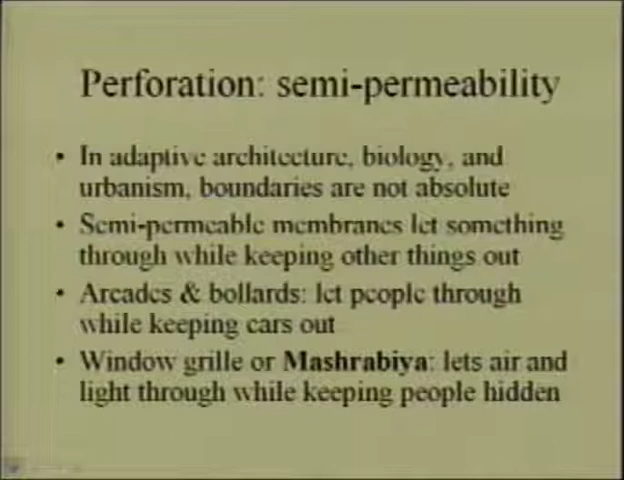 Perforation: semi-permeability
• In adaptive architecture, biology, and
urbanism, boundaries are not absolute
• Semi-permeable membranes let something
through while keeping other things out
• Arcades & bollards: let people through
while keeping cars out
• Window grille or Mashrabiya: lets air and
light through while keeping people hidden